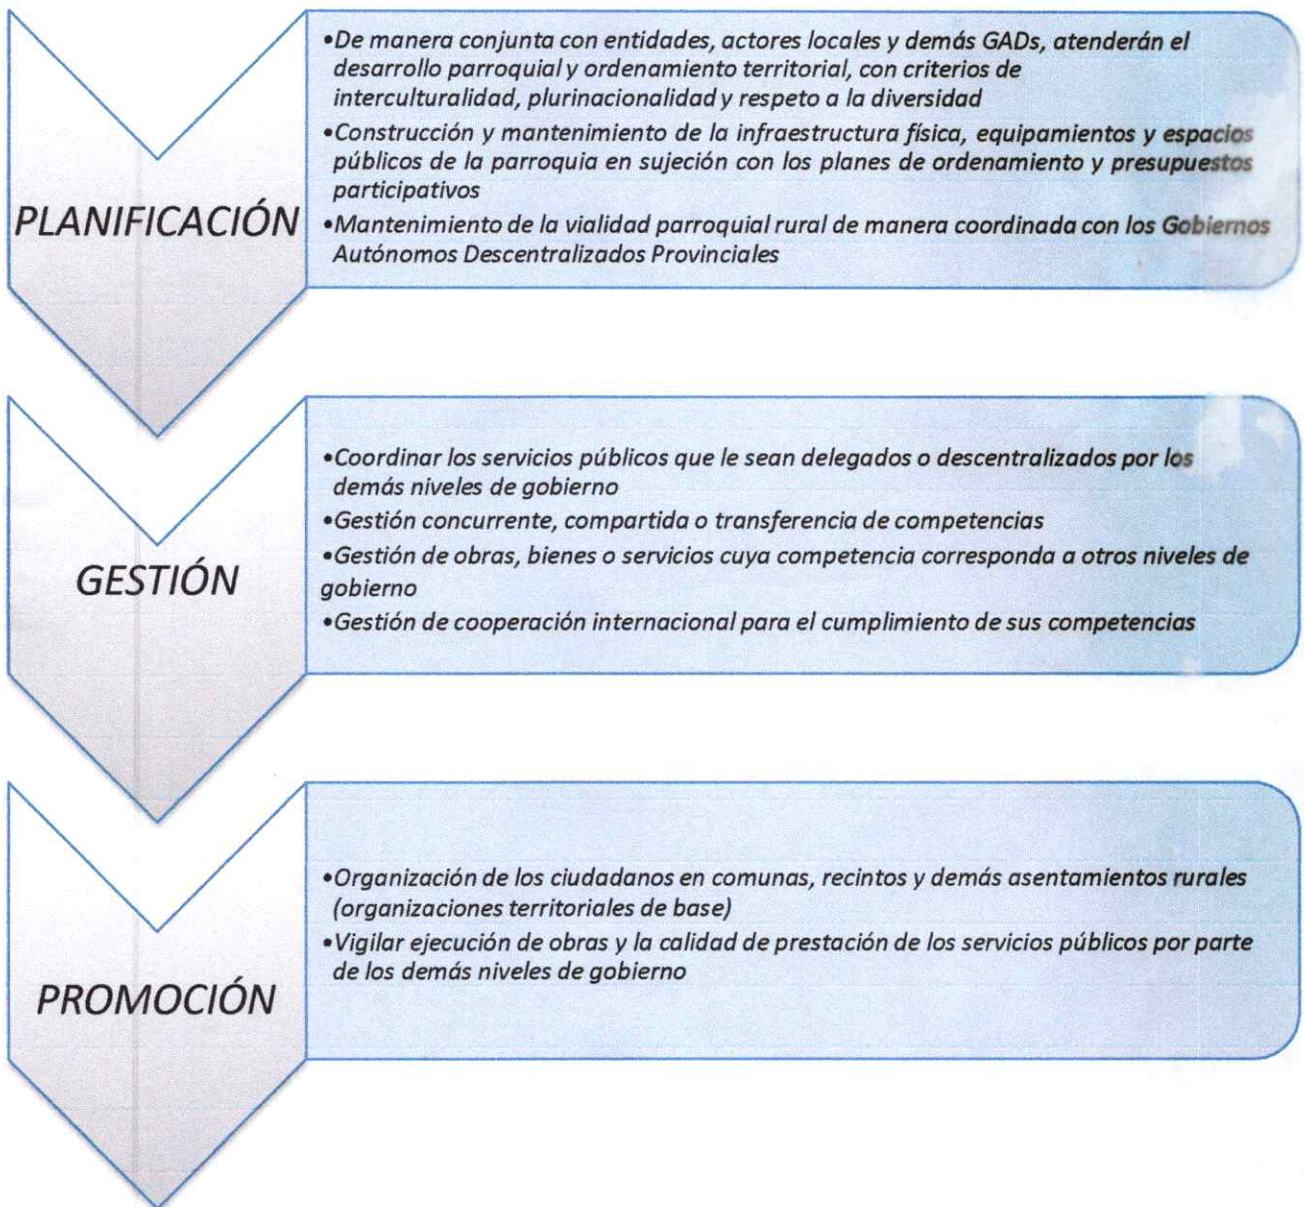 PLANIFICACIÓN
•De manera conjunta con entidades, actores locales y demás GADs, atenderán el
desarrollo parroquial y ordenamiento territorial, con criterios de
interculturalidad, plurinacionalidad y respeto a la diversidad
•Construcción y mantenimiento de la infraestructura física, equipamientos y espacios
públicos de la parroquia en sujeción con los planes de ordenamiento y presupuestos
participativos
•Mantenimiento de la vialidad parroquial rural de manera coordinada con los Gobiernos
Autónomos Descentralizados Provinciales
GESTIÓN
•Coordinar los servicios públicos que le sean delegados o descentralizados por los
demás niveles de gobierno
•Gestión concurrente, compartida o transferencia de competencias
•Gestión de obras, bienes o servicios cuya competencia corresponda a otros niveles de
gobierno
•Gestión de cooperación internacional para el cumplimiento de sus competencias
PROMOCIÓN
•Organización de los ciudadanos en comunas, recintos y demás asentamientos rurales
(organizaciones territoriales de base)
•Vigilar ejecución de obras y la calidad de prestación de los servicios públicos por parte
de los demás niveles de gobierno